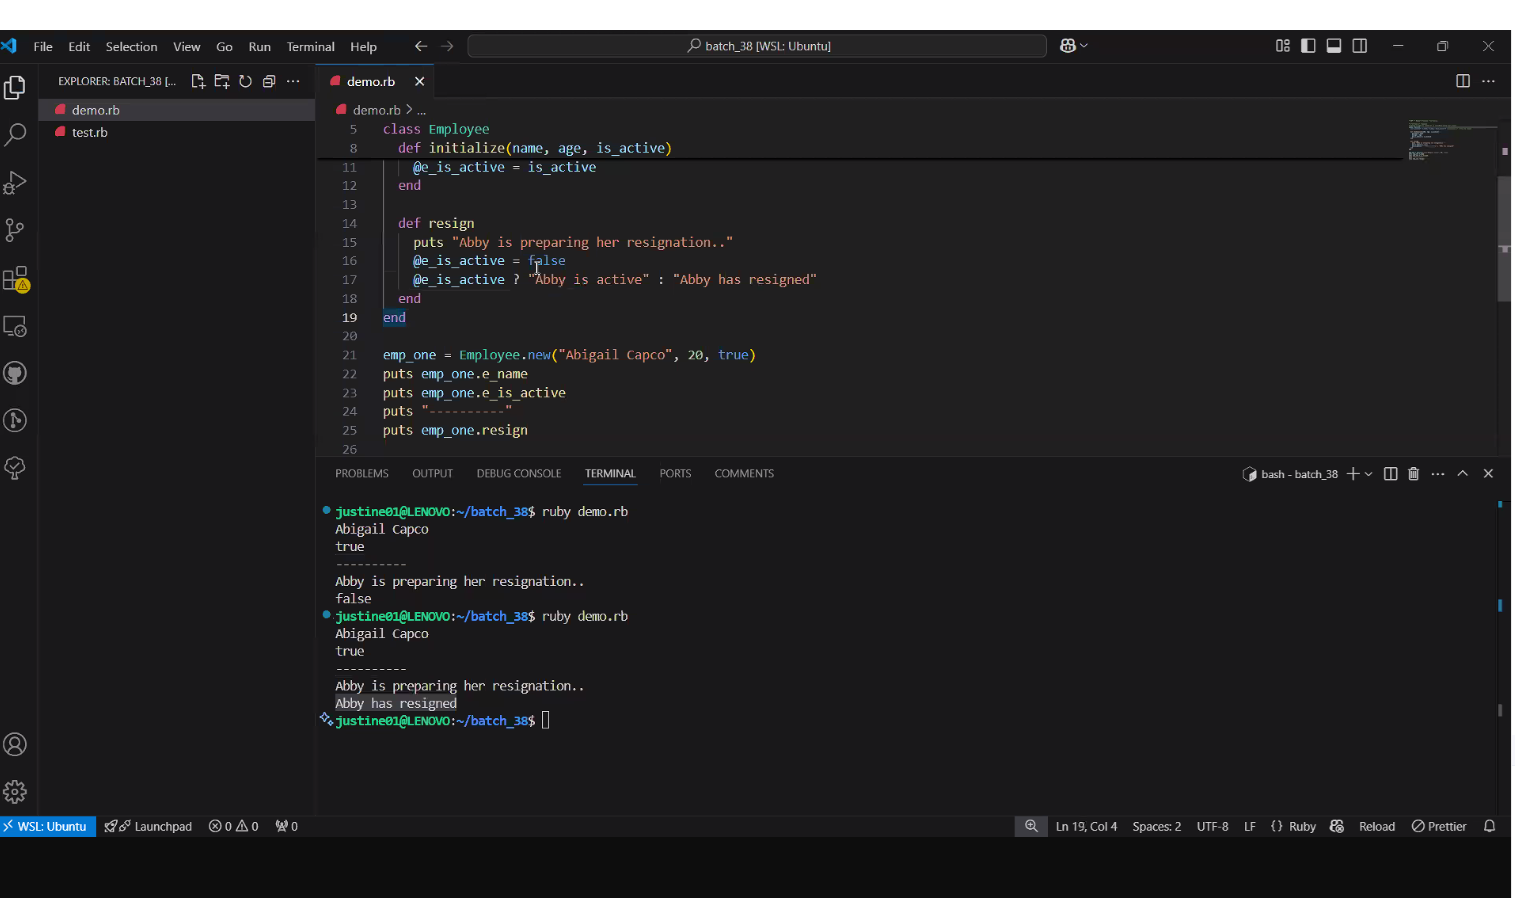 File Edit Selection View Go Run Terminal Help batch_38 [WSL: Ubuntu]
EXPLORER: BATCH_38 [...
demo.rb
test.rb
demo.rb
demo.rb > ...
5 class Employee
8 def initialize(name, age, is_active)
11 @e_is_active = is_active
12 end
13
14 def resign
15 puts "Abby is preparing her resignation.."
16 @e_is_active = false
17 @e_is_active ? "Abby is active" : "Abby has resigned"
18 end
19 end
20
21 emp_one = Employee.new("Abigail Capco", 20, true)
22 puts emp_one.e_name
23 puts emp_one.e_is_active
24 puts "----------"
25 puts emp_one.resign
26
PROBLEMS OUTPUT DEBUG CONSOLE TERMINAL PORTS COMMENTS bash - batch_38
justine01@LENOVO:~/batch_38$ ruby demo.rb
Abigail Capco
true
----------
Abby is preparing her resignation..
false
justine01@LENOVO:~/batch_38$ ruby demo.rb
Abigail Capco
true
----------
Abby is preparing her resignation..
Abby has resigned
justine01@LENOVO:~/batch_38$
WSL: Ubuntu Launchpad 0 0 0 Ln 19, Col 4 Spaces: 2 UTF-8 LF {} Ruby Reload Prettier